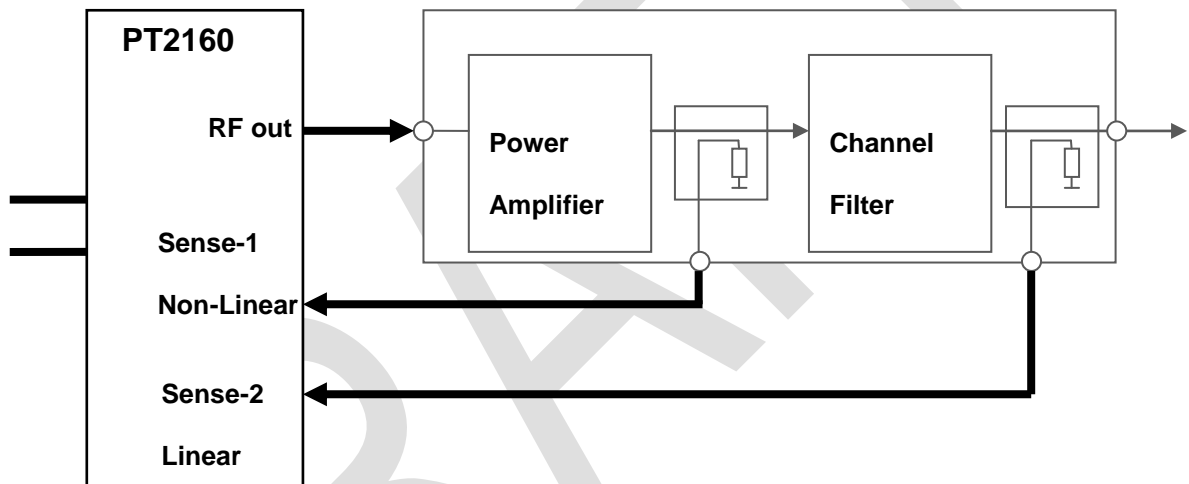 PT2160
RF out
Power
Amplifier
Channel
Filter
Sense-1
Non-Linear
Sense-2
Linear